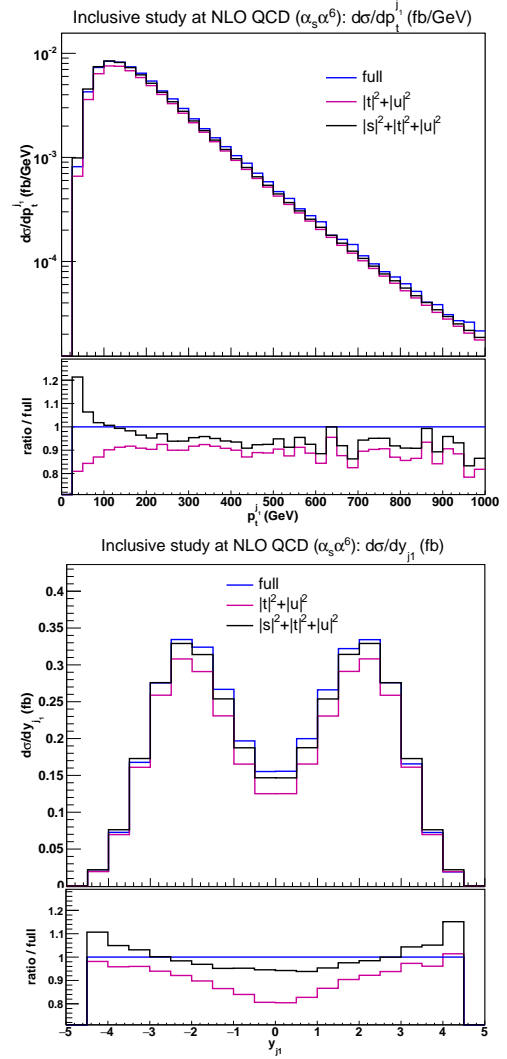 Inclusive study at NLO QCD (αₛα⁶): dσ/dpₜ^j₁ (fb/GeV)
10⁻²
full
|t|²+|u|²
|s|²+|t|²+|u|²
10⁻³
dσ/dpₜ^j₁ (fb/GeV)
10⁻⁴
1.2
1.1
1
0.9
0.8
ratio / full
0 100 200 300 400 500 600 700 800 900 1000
pₜ^j₁ (GeV)
Inclusive study at NLO QCD (αₛα⁶): dσ/dy_j1 (fb)
full
|t|²+|u|²
|s|²+|t|²+|u|²
0.35
0.3
0.25
0.2
0.15
0.1
0.05
0
dσ/dy_j₁ (fb)
1.2
1.1
1
0.9
0.8
ratio / full
−5 −4 −3 −2 −1 0 1 2 3 4 5
y_j1